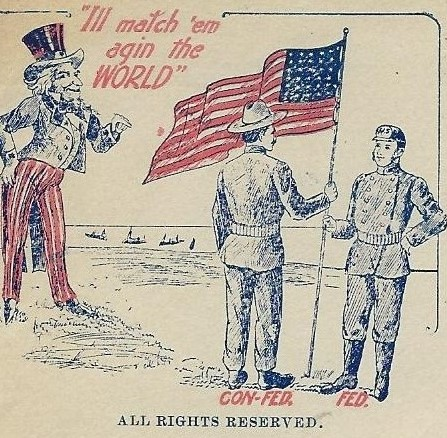 "I'll match 'em
agin the
WORLD"
CON-FED. FED.
ALL RIGHTS RESERVED.